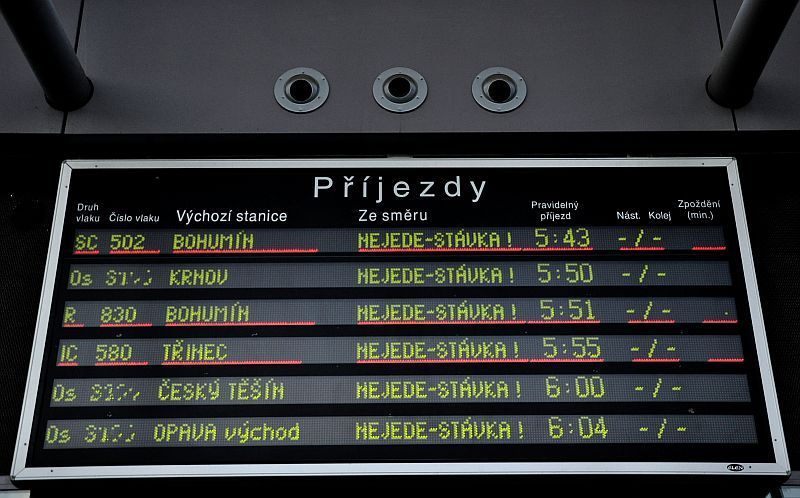 Příjezdy
Druh vlaku Číslo vlaku Výchozí stanice Ze směru Pravidelný příjezd Nást. Kolej Zpoždění (min.)
SC 502 BOHUMÍN NEJEDE-STÁVKA! 5:43 -/-
Os KRNOV NEJEDE-STÁVKA! 5:50 -/-
R 830 BOHUMÍN NEJEDE-STÁVKA! 5:51 -/-
IC 580 TŘINEC NEJEDE-STÁVKA! 5:55 -/-
Os ČESKÝ TĚŠÍN NEJEDE-STÁVKA! 6:00 -/-
Os OPAVA východ NEJEDE-STÁVKA! 6:04 -/-
ELEN